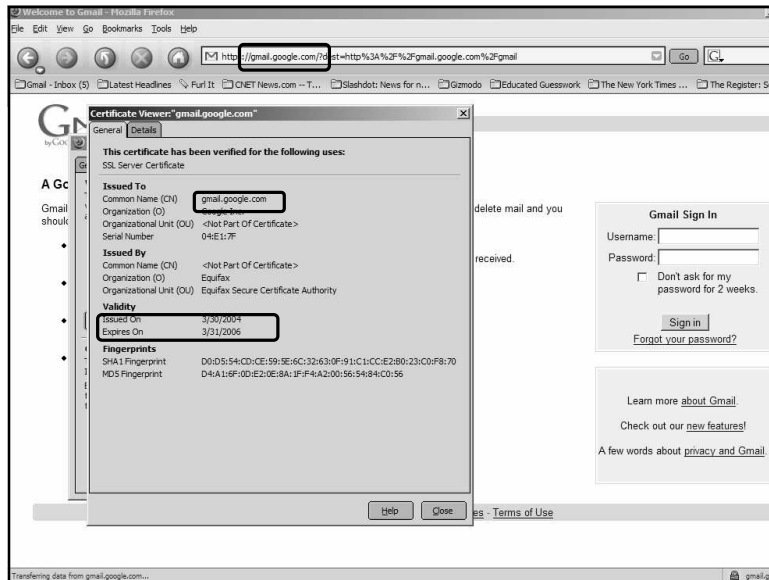 Welcome to Gmail - Mozilla Firefox
File Edit View Go Bookmarks Tools Help
https://gmail.google.com/?dest=http%3A%2F%2Fgmail.google.com%2Fgmail Go
Gmail - Inbox (5) Latest Headlines Furl It CNET News.com -- T... Slashdot: News for n... Gizmodo Educated Guesswork The New York Times ... The Register: S
Certificate Viewer:"gmail.google.com"
General Details
This certificate has been verified for the following uses:
SSL Server Certificate
Issued To
Common Name (CN) gmail.google.com
Organization (O) Google Inc.
Organizational Unit (OU) <Not Part Of Certificate>
Serial Number 04:E1:7F
Issued By
Common Name (CN) <Not Part Of Certificate>
Organization (O) Equifax
Organizational Unit (OU) Equifax Secure Certificate Authority
Validity
Issued On 3/30/2004
Expires On 3/31/2006
Fingerprints
SHA1 Fingerprint D0:D5:54:CD:CE:59:5E:6C:32:63:0F:91:C1:CC:E2:B0:23:C0:F8:70
MD5 Fingerprint D4:A1:6F:0D:E2:0E:8A:1F:F4:A2:00:56:54:84:C0:56
Help Close
A Go
Gmail
delete mail and you
received.
Gmail Sign In
Username:
Password:
Don't ask for my
password for 2 weeks.
Sign in
Forgot your password?
Learn more about Gmail.
Check out our new features!
A few words about privacy and Gmail.
es - Terms of Use
Transferring data from gmail.google.com...
gmail.g